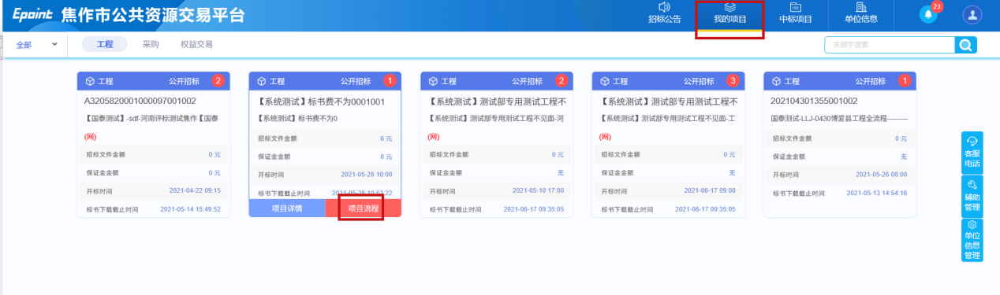 Epoint 焦作市公共资源交易平台
招标公告
我的项目
中标项目
单位信息
23
全部
工程
采购
权益交易
关键字搜索
工程 公开招标 2
A3205820001000097001002
【国泰测试】-sdf-河南评标测试焦作【国泰
(网)
招标文件金额 0 元
保证金金额 0 元
开标时间 2021-04-22 09:15
标书下载截止时间 2021-05-14 15:49:52
工程 公开招标 1
【系统测试】标书费不为0001001
【系统测试】标书费不为0
招标文件金额 6 元
保证金金额 0 元
开标时间 2021-05-28 10:00
标书下载截止时间 2021-05-28 10:53:22
项目详情 项目流程
工程 公开招标 2
【系统测试】测试部专用测试工程不
【系统测试】测试部专用测试工程不见面-河
(网)
招标文件金额 0 元
保证金金额 无
开标时间 2021-05-10 17:00
标书下载截止时间 2021-06-17 09:35:05
工程 公开招标 3
【系统测试】测试部专用测试工程不
【系统测试】测试部专用测试工程不见面-工
(网)
招标文件金额 0 元
保证金金额 无
开标时间 2021-06-17 09:00
标书下载截止时间 2021-06-17 09:35:05
工程 公开招标 1
202104301355001002
国泰测试-LLJ-0430博爱县工程全流程---------
招标文件金额 0 元
保证金金额 无
开标时间 2021-05-26 08:00
标书下载截止时间 2021-05-13 14:54:16
客服
电话
辅助
管理
单位
信息
管理